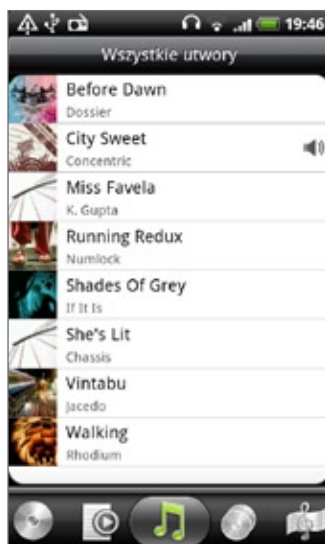 19:46
Wszystkie utwory
Before Dawn
Dossier
City Sweet
Concentric
Miss Favela
K. Gupta
Running Redux
Numlock
Shades Of Grey
If It Is
She's Lit
Chassis
Vintabu
Jacedo
Walking
Rhodium